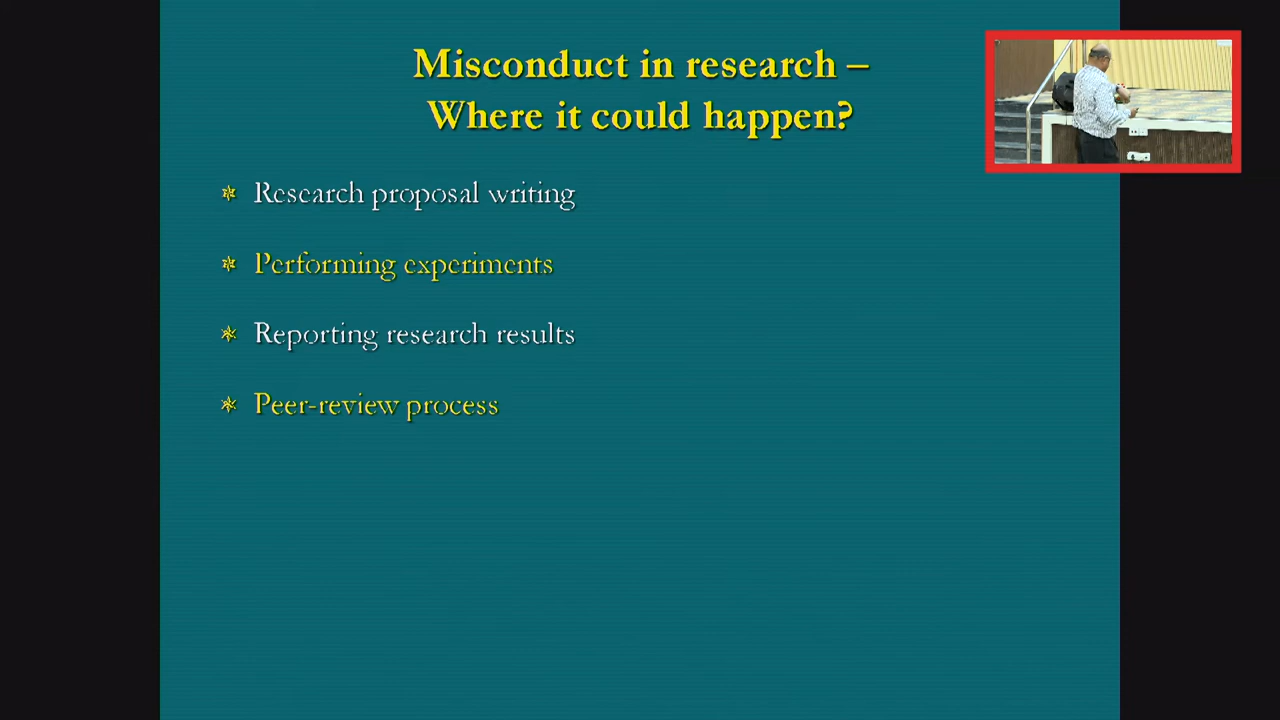 Misconduct in research –
Where it could happen?
Research proposal writing
Performing experiments
Reporting research results
Peer-review process